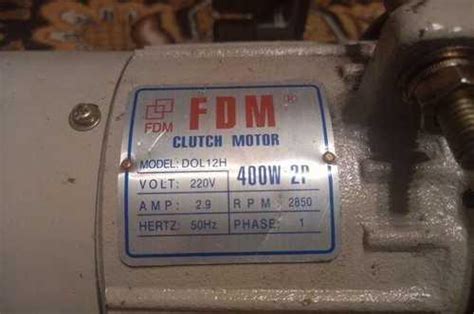 FDM
FDM ®
CLUTCH MOTOR
MODEL: DOL12H
400W 2P
VOLT: 220V
AMP: 2.9
RPM 2850
HERTZ: 50Hz
PHASE: 1